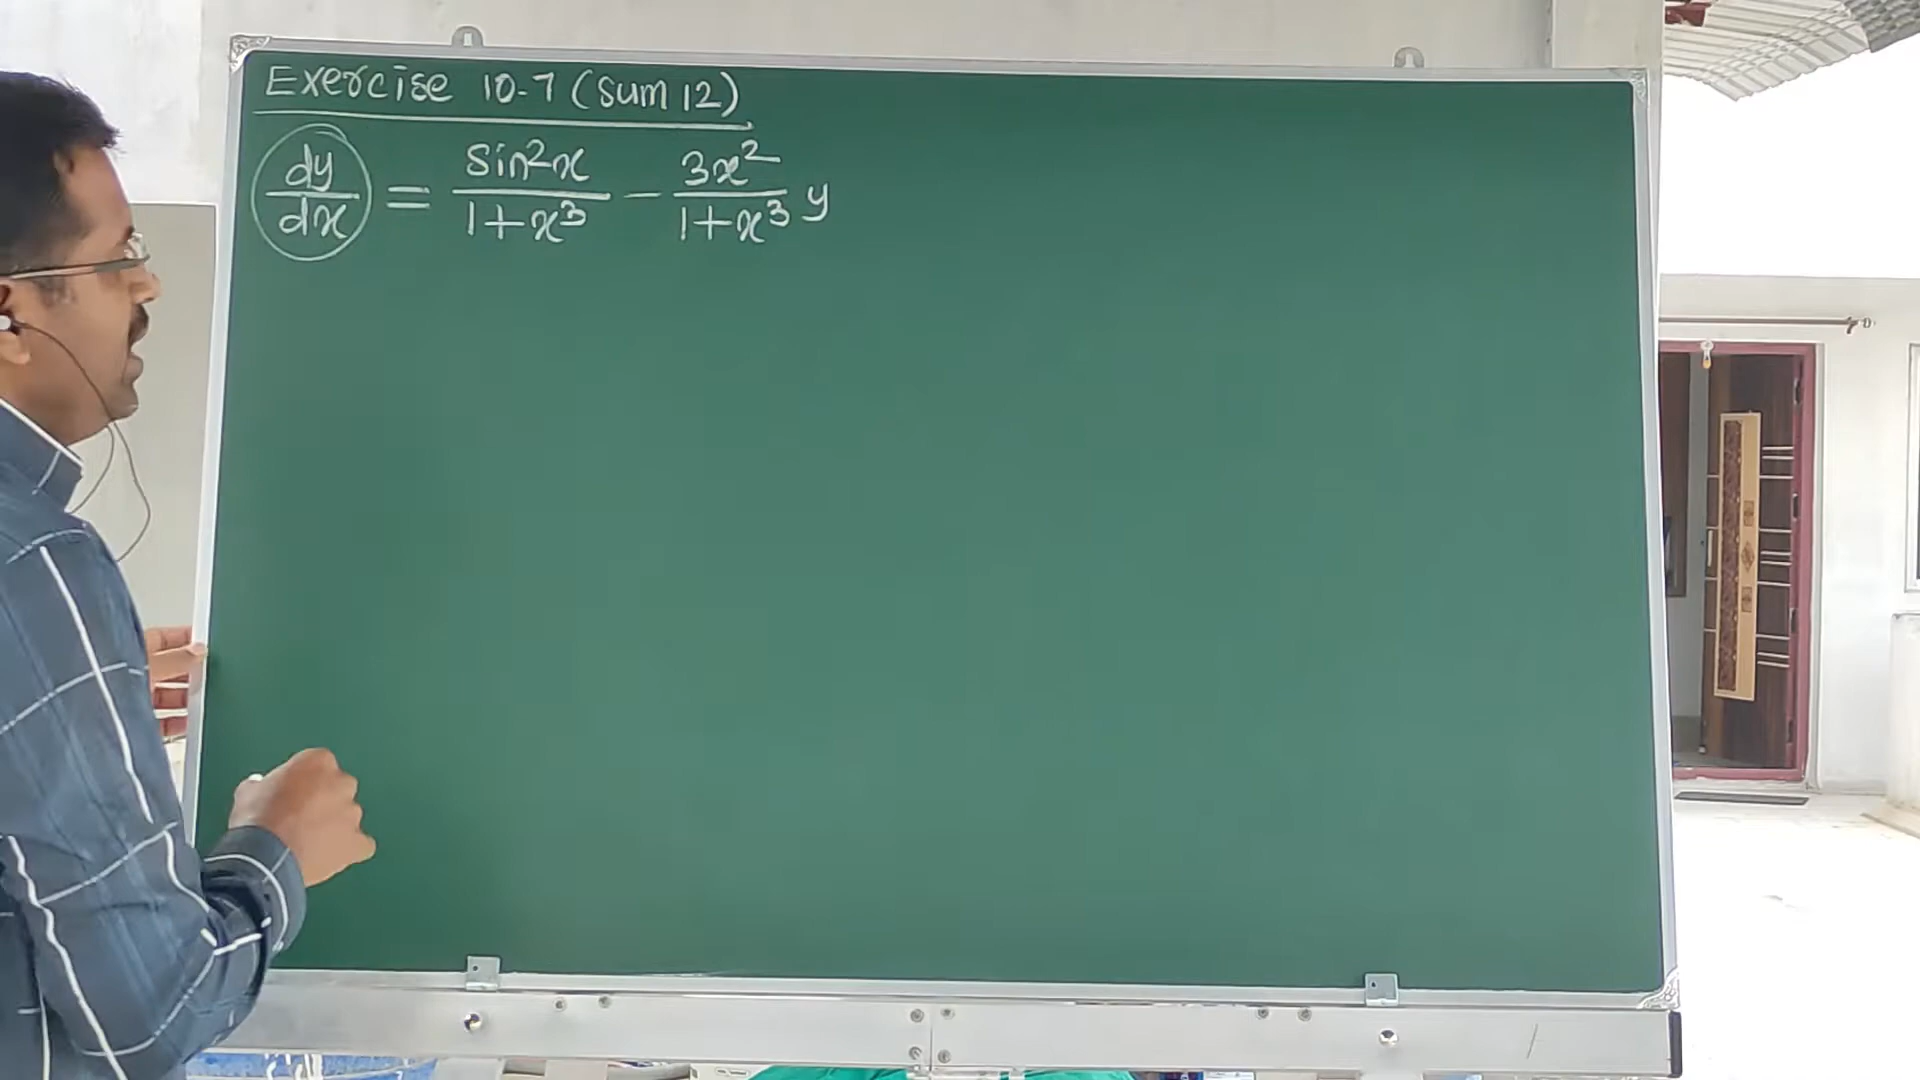 Exercise 10.7 (Sum 12)
dy/dx = sin²x/1+x³ - 3x²/1+x³ y